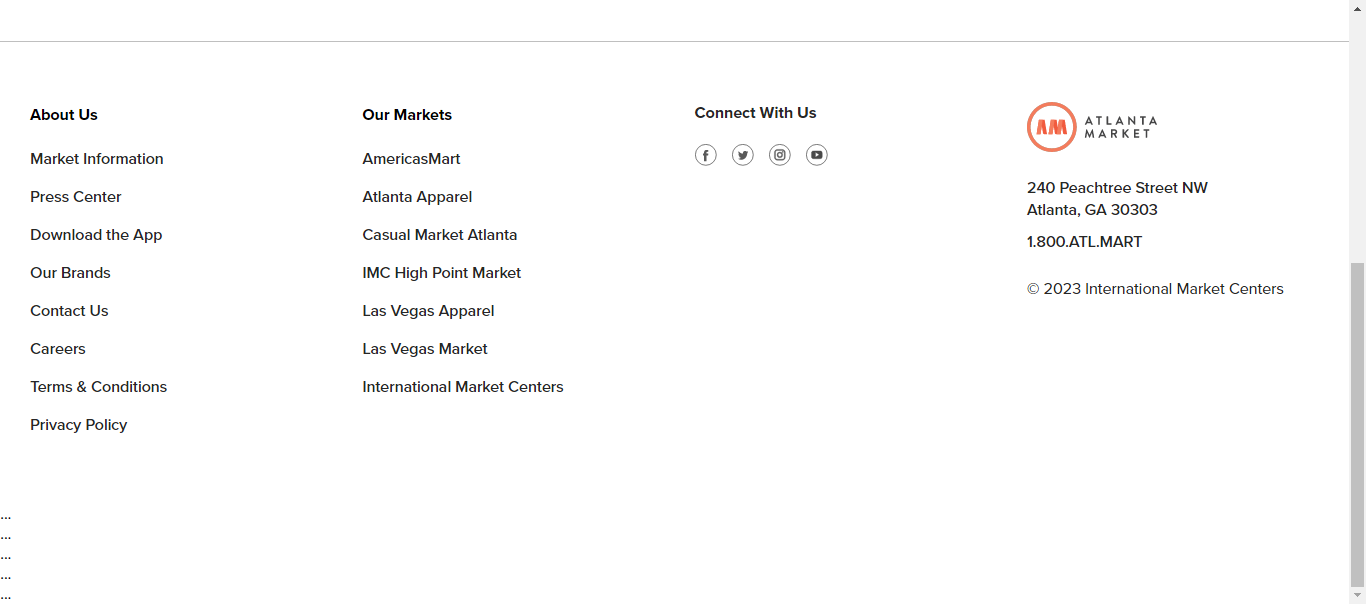 About Us
Market Information
Press Center
Download the App
Our Brands
Contact Us
Careers
Terms & Conditions
Privacy Policy
Our Markets
AmericasMart
Atlanta Apparel
Casual Market Atlanta
IMC High Point Market
Las Vegas Apparel
Las Vegas Market
International Market Centers
Connect With Us
AM
ATLANTA
MARKET
240 Peachtree Street NW
Atlanta, GA 30303
1.800.ATL.MART
© 2023 International Market Centers
...
...
...
...
...